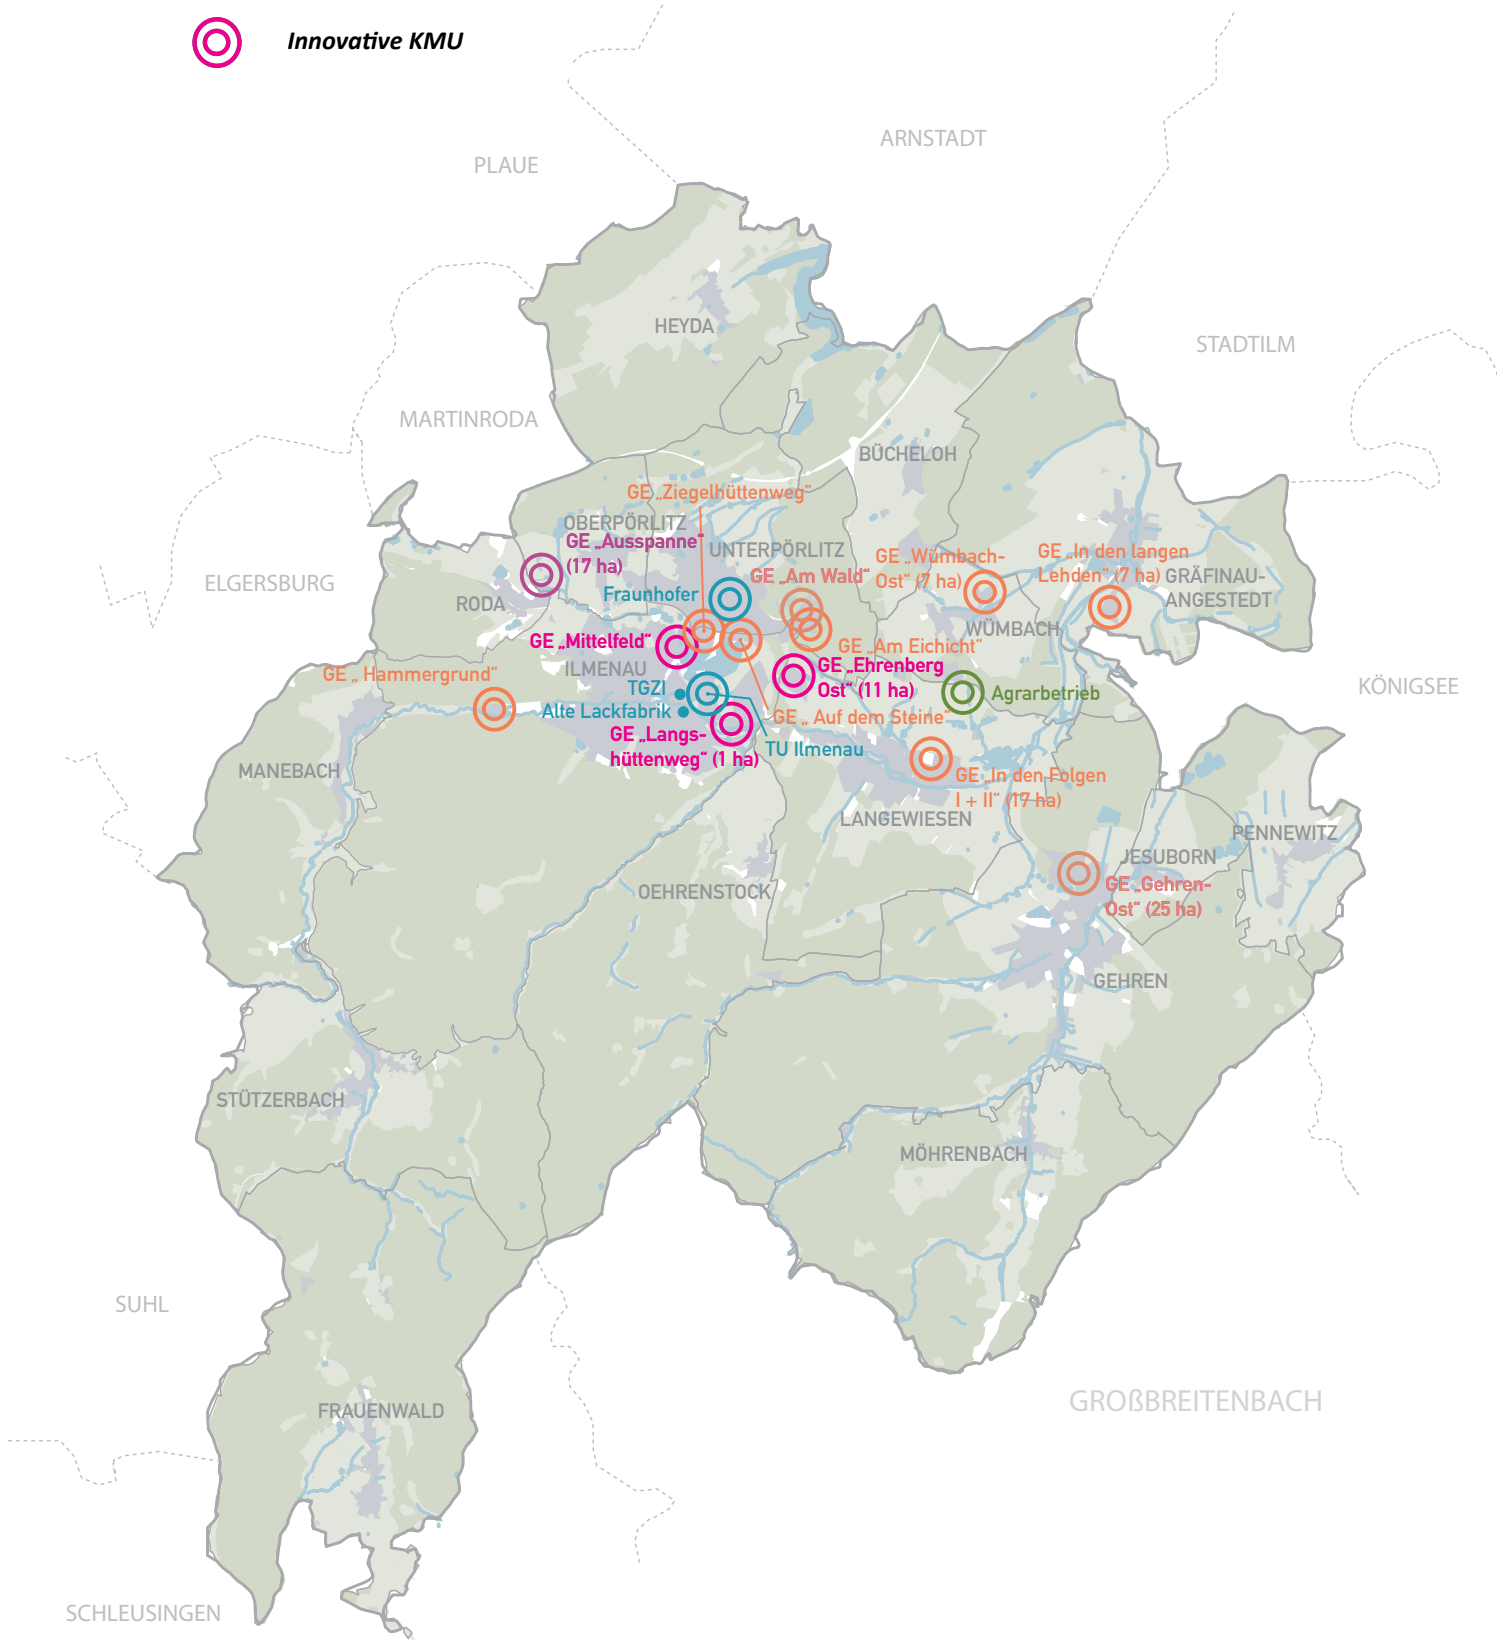 Innovative KMU
ARNSTADT
PLAUE
HEYDA
STADTILM
MARTINRODA
BÜCHELOH
GE „Ziegelhüttenweg“
OBERPÖRLITZ
GE „Ausspanne“
(17 ha)
UNTERPÖRLITZ
GE „Wümbach-
Ost“ (7 ha)
GE „In den langen
Lehden“ (7 ha)
GRÄFINAU-
ANGESTEDT
ELGERSBURG
RODA
Fraunhofer
GE „Am Wald“
WÜMBACH
GE „Mittelfeld“
GE „Am Eichicht“
ILMENAU
GE „Ehrenberg
Ost“ (11 ha)
GE „ Hammergrund“
TGZI
Alte Lackfabrik
Agrarbetrieb
KÖNIGSEE
GE „ Auf dem Steine“
GE „Langs-
hüttenweg“ (1 ha)
TU Ilmenau
MANEBACH
GE „In den Folgen
I + II“ (17 ha)
LANGEWIESEN
PENNEWITZ
JESUBORN
OEHRENSTOCK
GE „Gehren-
Ost“ (25 ha)
GEHREN
STÜTZERBACH
MÖHRENBACH
SUHL
GROßBREITENBACH
FRAUENWALD
SCHLEUSINGEN